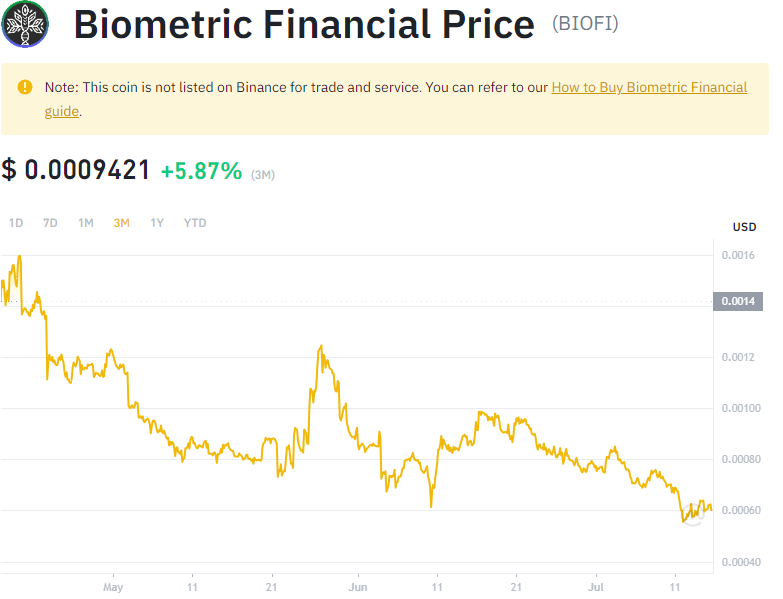 Biometric Financial Price (BIOFI)
Note: This coin is not listed on Binance for trade and service. You can refer to our How to Buy Biometric Financial
guide.
$ 0.0009421 +5.87% (3M)
1D 7D 1M 3M 1Y YTD
USD
0.0016
0.0014
0.0012
0.00100
0.00080
0.00060
0.00040
May 11 21 Jun 11 21 Jul 11